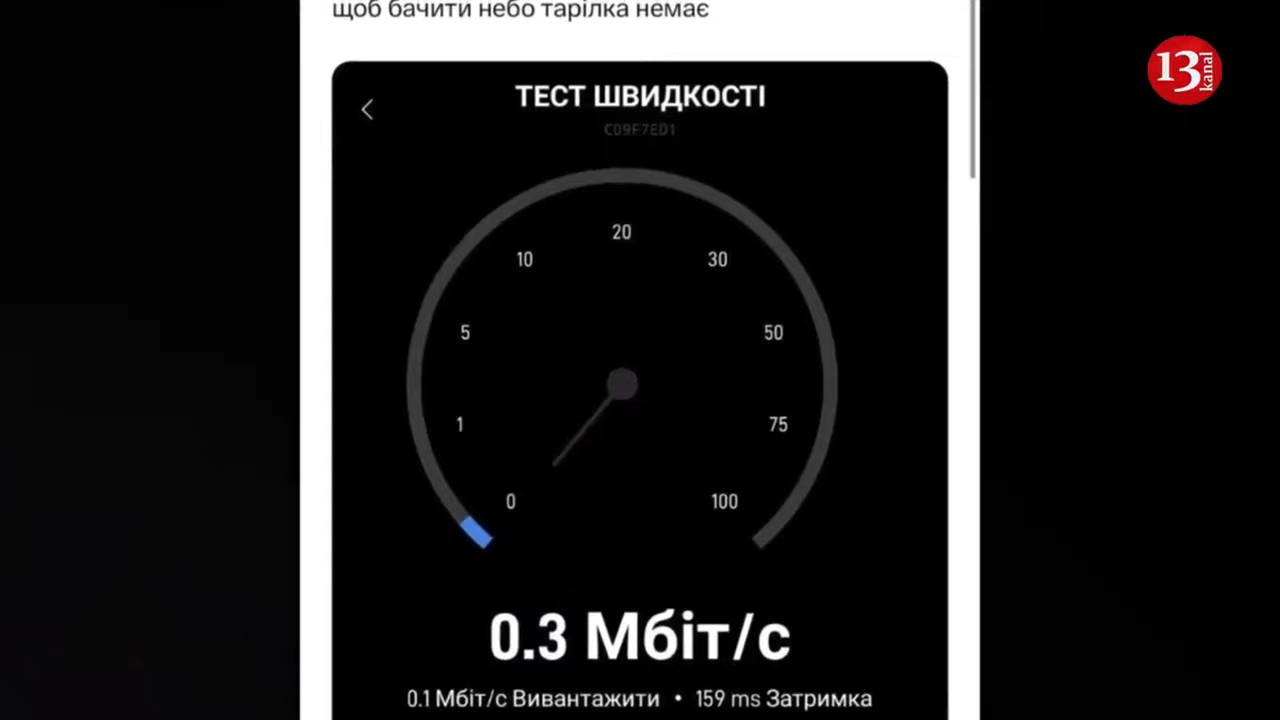 щоб бачити небо тарілка немає
13 kanal
ТЕСТ ШВИДКОСТІ
C09F7ED1
20
10
30
5
50
1
75
0
100
0.3 Мбіт/с
0.1 Мбіт/с Вивантажити • 159 ms Затримка